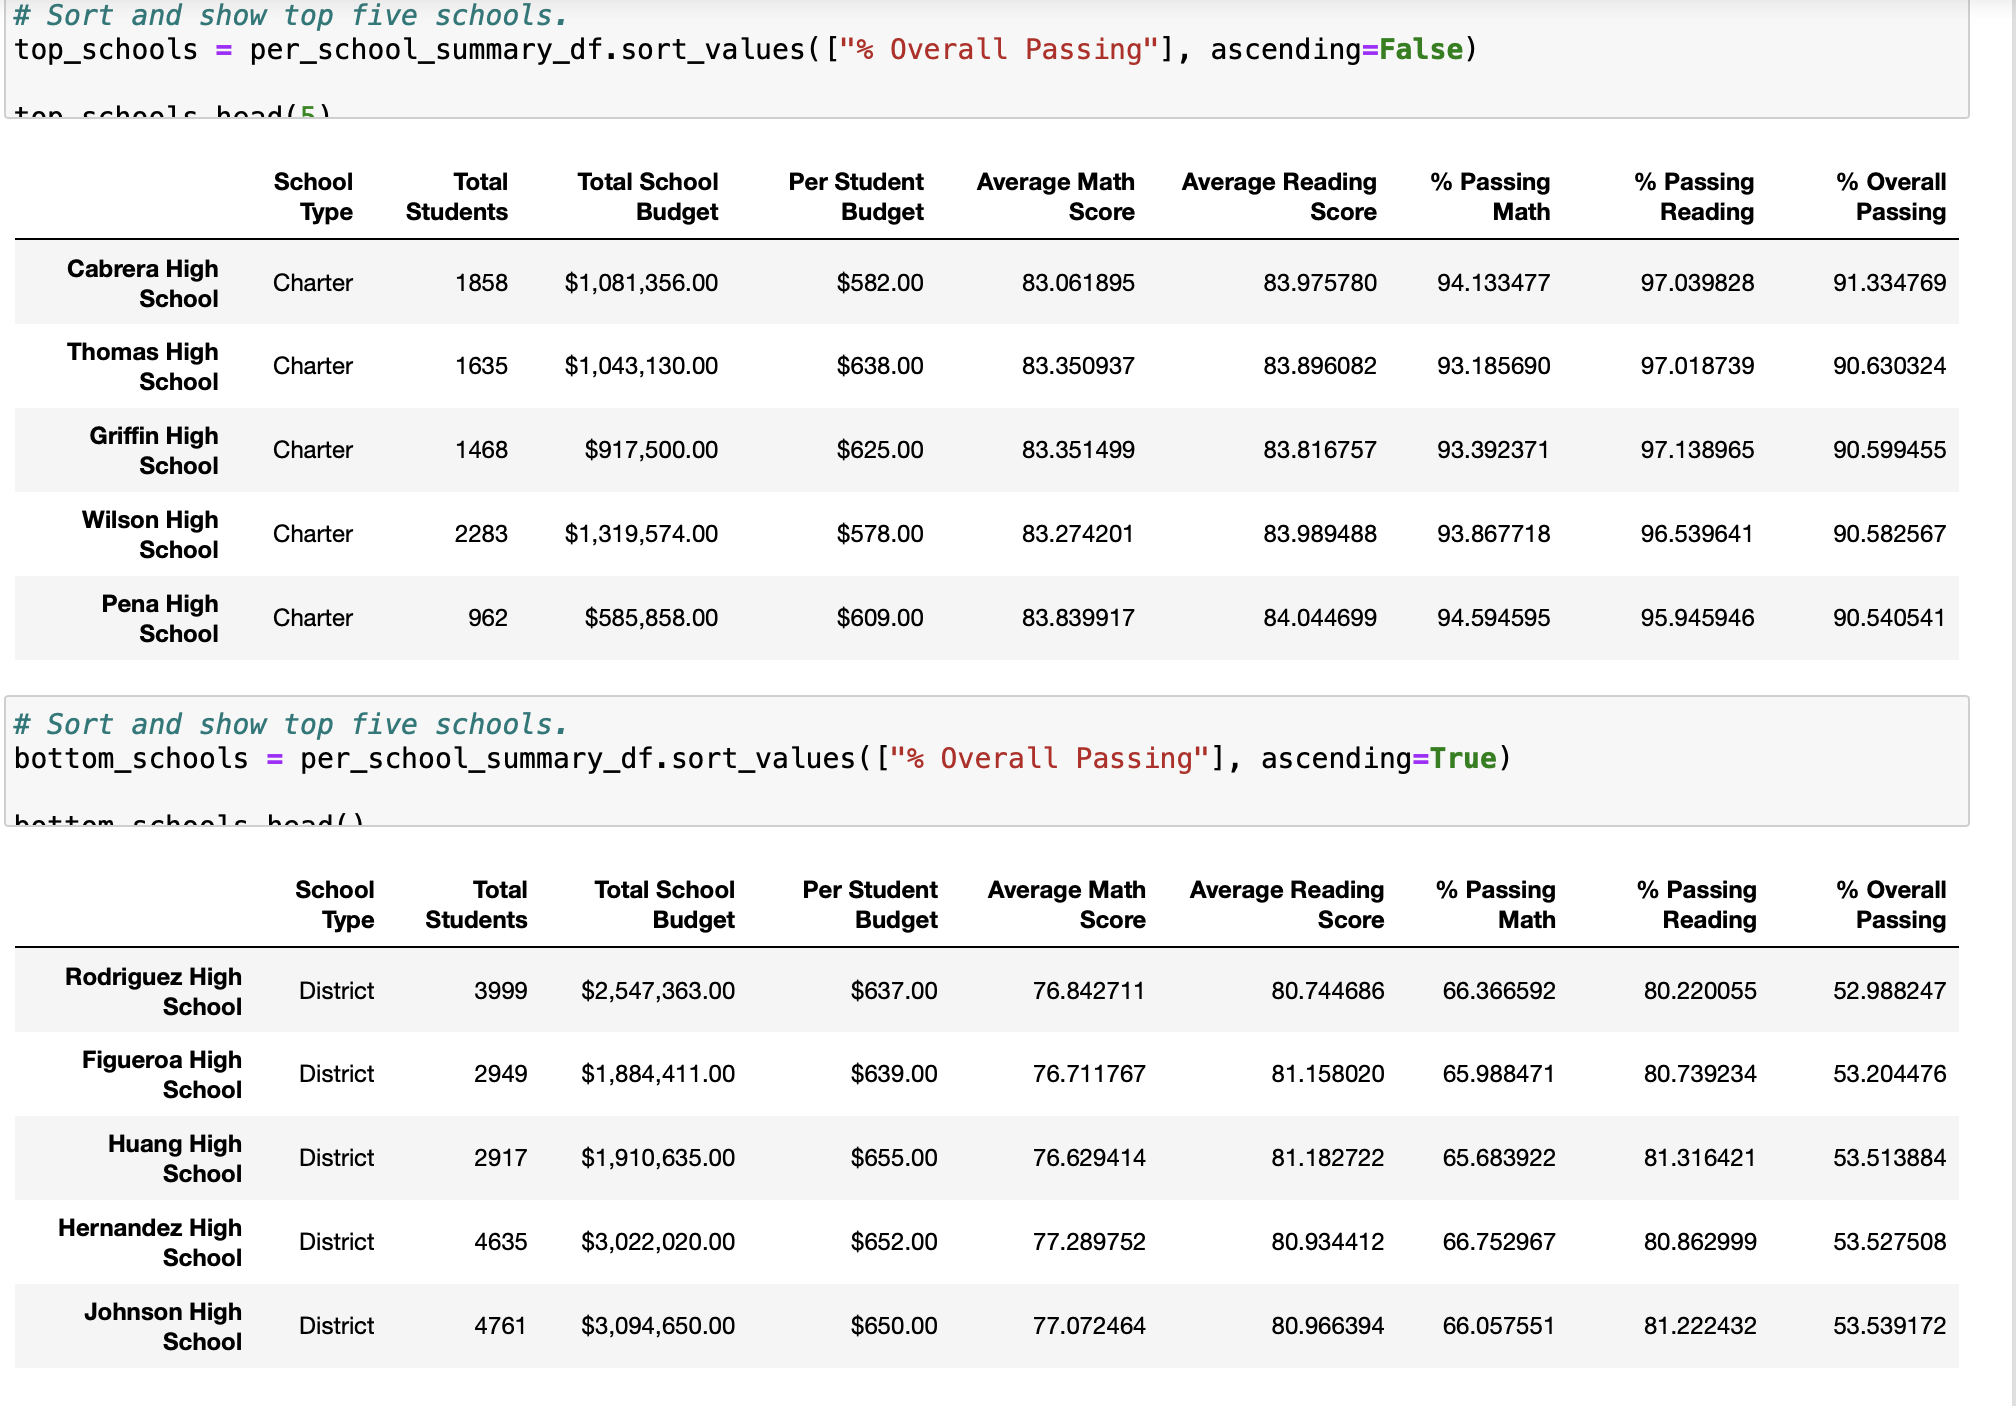 # Sort and show top five schools.
top_schools = per_school_summary_df.sort_values(["% Overall Passing"], ascending=False)
top_schools.head(5)
School Type Total Students Total School Budget Per Student Budget Average Math Score Average Reading Score % Passing Math % Passing Reading % Overall Passing
Cabrera High School Charter 1858 $1,081,356.00 $582.00 83.061895 83.975780 94.133477 97.039828 91.334769
Thomas High School Charter 1635 $1,043,130.00 $638.00 83.350937 83.896082 93.185690 97.018739 90.630324
Griffin High School Charter 1468 $917,500.00 $625.00 83.351499 83.816757 93.392371 97.138965 90.599455
Wilson High School Charter 2283 $1,319,574.00 $578.00 83.274201 83.989488 93.867718 96.539641 90.582567
Pena High School Charter 962 $585,858.00 $609.00 83.839917 84.044699 94.594595 95.945946 90.540541
# Sort and show top five schools.
bottom_schools = per_school_summary_df.sort_values(["% Overall Passing"], ascending=True)
bottom_schools.head()
School Type Total Students Total School Budget Per Student Budget Average Math Score Average Reading Score % Passing Math % Passing Reading % Overall Passing
Rodriguez High School District 3999 $2,547,363.00 $637.00 76.842711 80.744686 66.366592 80.220055 52.988247
Figueroa High School District 2949 $1,884,411.00 $639.00 76.711767 81.158020 65.988471 80.739234 53.204476
Huang High School District 2917 $1,910,635.00 $655.00 76.629414 81.182722 65.683922 81.316421 53.513884
Hernandez High School District 4635 $3,022,020.00 $652.00 77.289752 80.934412 66.752967 80.862999 53.527508
Johnson High School District 4761 $3,094,650.00 $650.00 77.072464 80.966394 66.057551 81.222432 53.539172